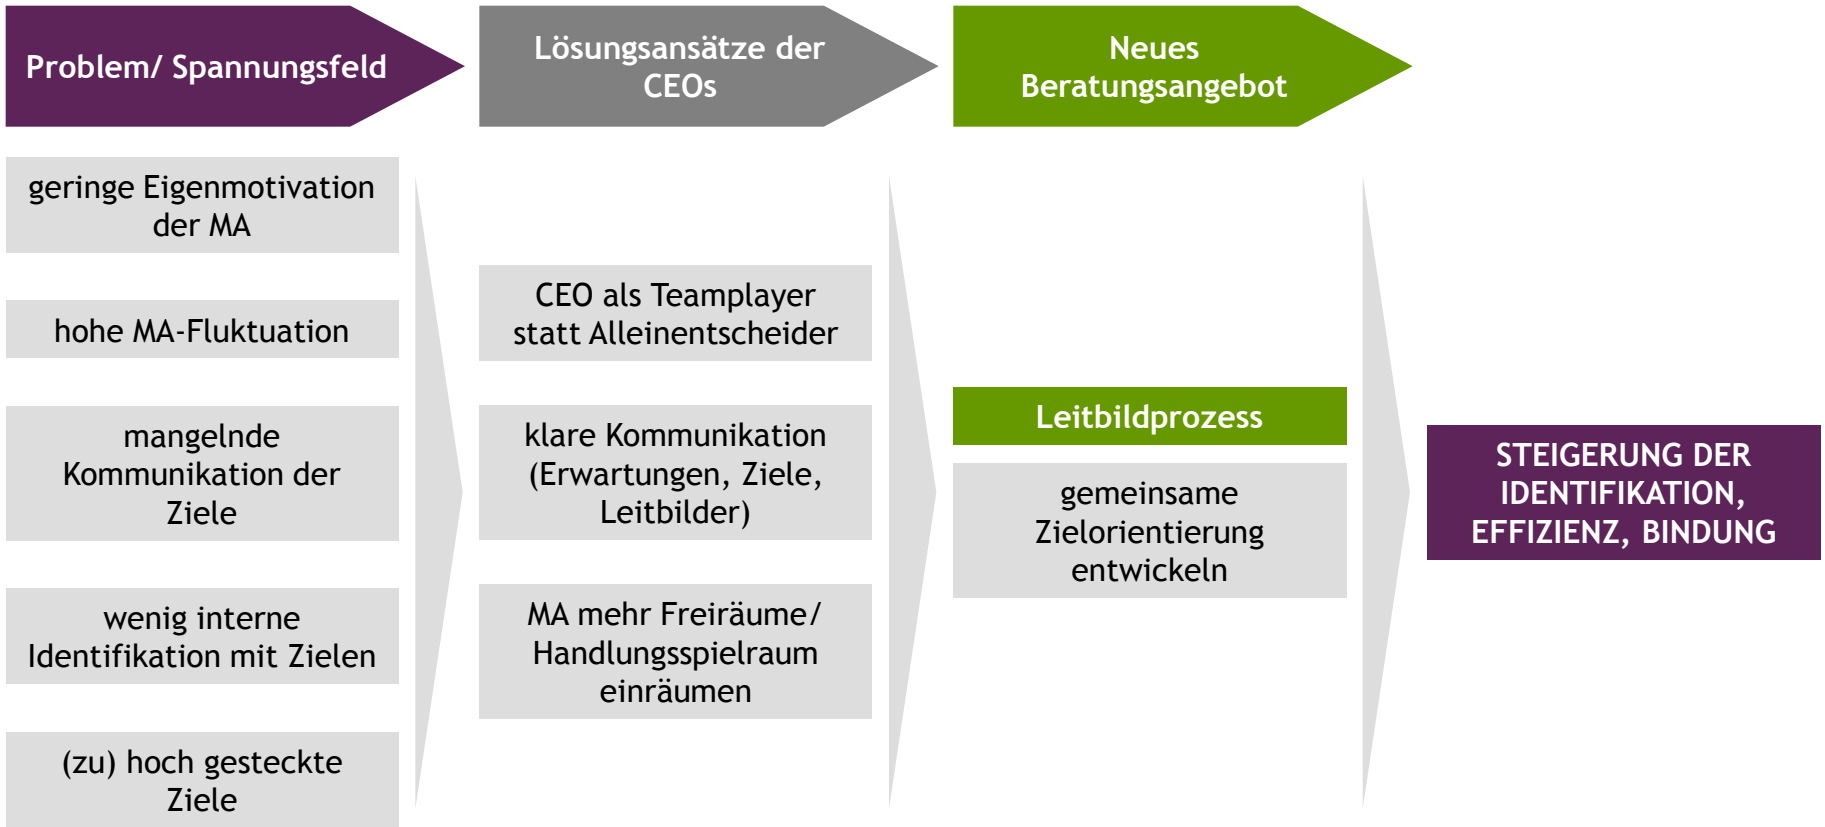 Problem/ Spannungsfeld
Lösungsansätze der
CEOs
Neues
Beratungsangebot
geringe Eigenmotivation
der MA
hohe MA-Fluktuation
mangelnde
Kommunikation der
Ziele
wenig interne
Identifikation mit Zielen
(zu) hoch gesteckte
Ziele
CEO als Teamplayer
statt Alleinentscheider
klare Kommunikation
(Erwartungen, Ziele,
Leitbilder)
MA mehr Freiräume/
Handlungsspielraum
einräumen
Leitbildprozess
gemeinsame
Zielorientierung
entwickeln
STEIGERUNG DER
IDENTIFIKATION,
EFFIZIENZ, BINDUNG